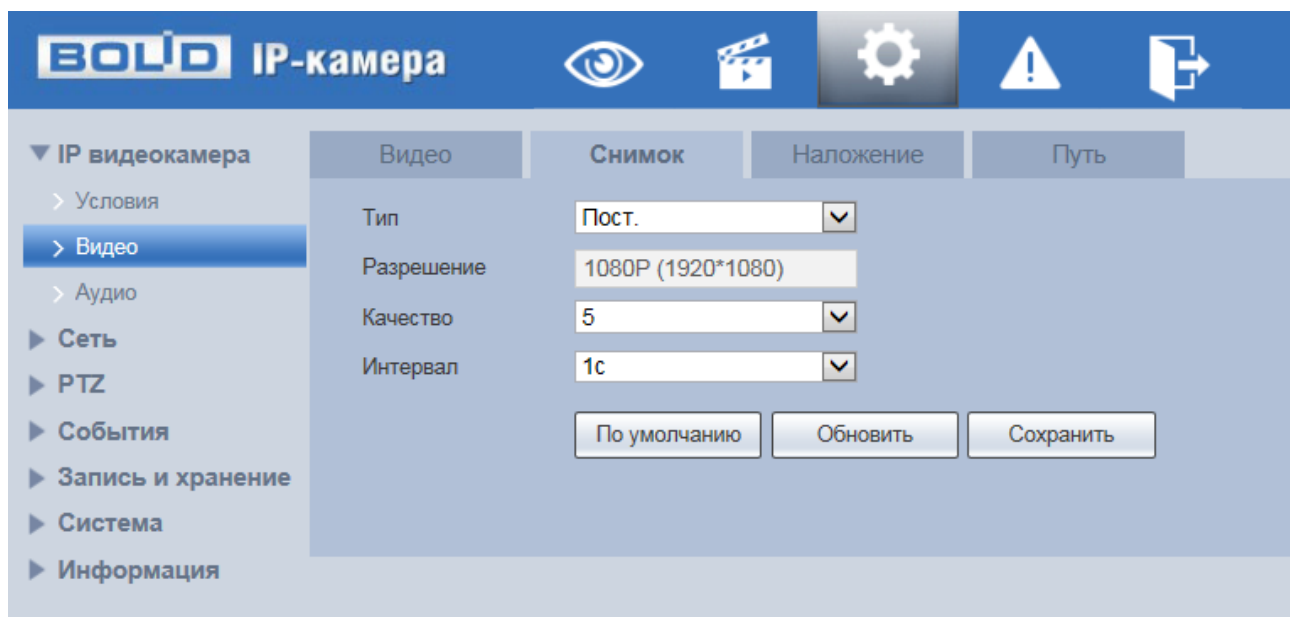 BOLID IP-камера
IP видеокамера
Условия
Видео
Аудио
Сеть
PTZ
События
Запись и хранение
Система
Информация
Видео Снимок Наложение Путь
Тип Пост.
Разрешение 1080P (1920*1080)
Качество 5
Интервал 1с
По умолчанию Обновить Сохранить